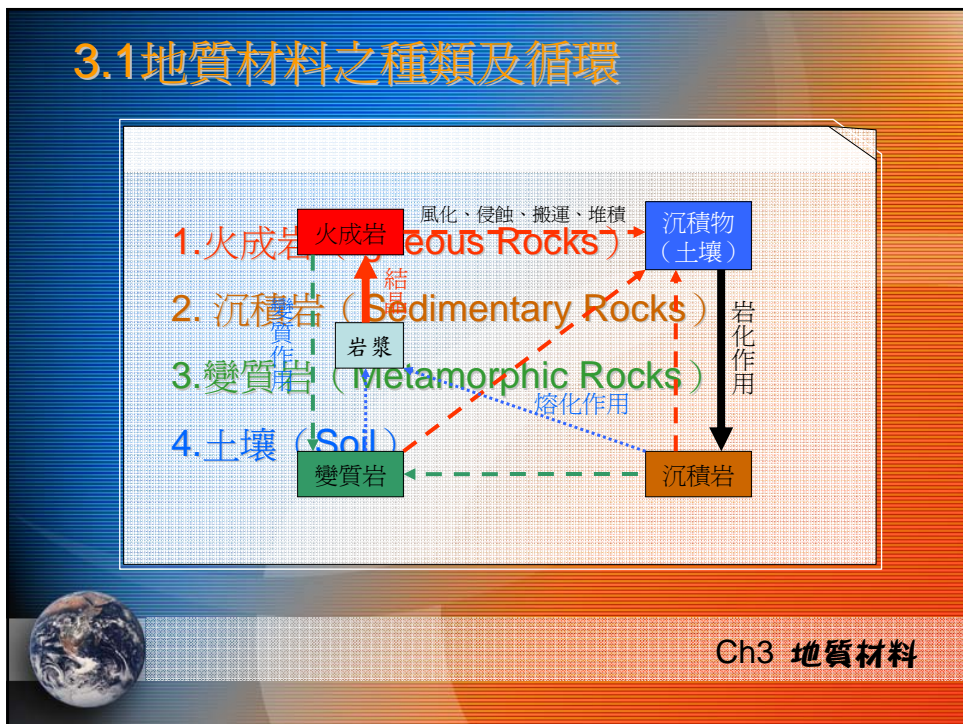 3.1地質材料之種類及循環
風化、侵蝕、搬運、堆積
火成岩
沉積物
（土壤）
1.火成岩（Igneous Rocks）
結晶
2. 沉積岩（Sedimentary Rocks）
變質作用
岩化作用
岩漿
3.變質岩（Metamorphic Rocks）
熔化作用
4.土壤（Soil）
變質岩
沉積岩
Ch3 地質材料